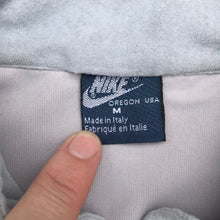 NIKE
OREGON USA
M
Made in Italy
Fabriqué en Italie